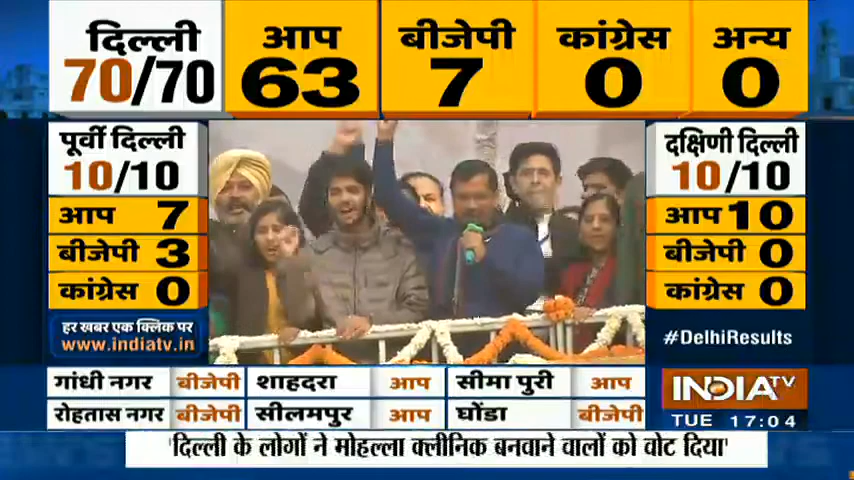 दिल्ली
70/70
आप
63
बीजेपी
7
कांग्रेस
0
अन्य
0
पूर्वी दिल्ली
10/10
आप 7
बीजेपी 3
कांग्रेस 0
दक्षिणी दिल्ली
10/10
आप 10
बीजेपी 0
कांग्रेस 0
हर खबर एक क्लिक पर
www.indiatv.in
#DelhiResults
गांधी नगर बीजेपी शाहदरा आप सीमा पुरी आप
रोहतास नगर बीजेपी सीलमपुर आप घोंडा बीजेपी
INDIA TV
TUE 17:04
'दिल्ली के लोगों ने मोहल्ला क्लीनिक बनवाने वालों को वोट दिया'